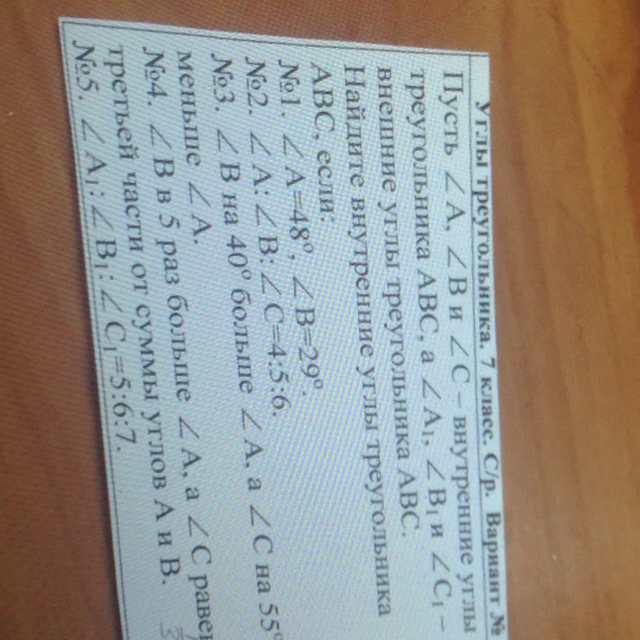 Углы треугольника. 7 класс. С/р. Вариант №
Пусть ∠A, ∠B и ∠C – внутренние углы
треугольника ABC, а ∠A₁, ∠B₁ и ∠C₁ –
внешние углы треугольника ABC.
Найдите внутренние углы треугольника
ABC, если:
№1. ∠A=48°, ∠B=29°.
№2. ∠A:∠B:∠C=4:5:6.
№3. ∠B на 40° больше ∠A, а ∠C на 55°
меньше ∠A.
№4. ∠B в 5 раз больше ∠A, а ∠C равен
третьей части от суммы углов A и B.
№5. ∠A₁:∠B₁:∠C₁=5:6:7.